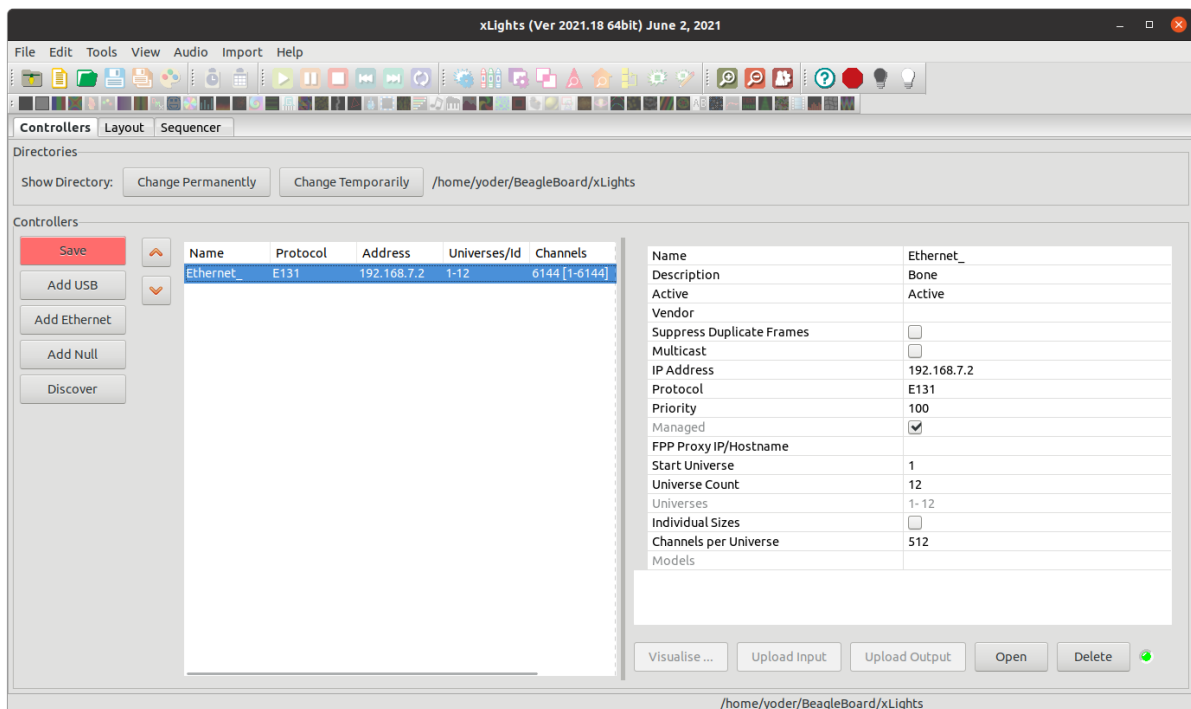 xLights (Ver 2021.18 64bit) June 2, 2021
File Edit Tools View Audio Import Help
Controllers Layout Sequencer
Directories
Show Directory: Change Permanently Change Temporarily /home/yoder/BeagleBoard/xLights
Controllers
Save
Add USB
Add Ethernet
Add Null
Discover
Name Protocol Address Universes/Id Channels
Ethernet_ E131 192.168.7.2 1-12 6144 [1-6144]
Name Ethernet_
Description Bone
Active Active
Vendor
Suppress Duplicate Frames
Multicast
IP Address 192.168.7.2
Protocol E131
Priority 100
Managed
FPP Proxy IP/Hostname
Start Universe 1
Universe Count 12
Universes 1-12
Individual Sizes
Channels per Universe 512
Models
Visualise ... Upload Input Upload Output Open Delete
/home/yoder/BeagleBoard/xLights